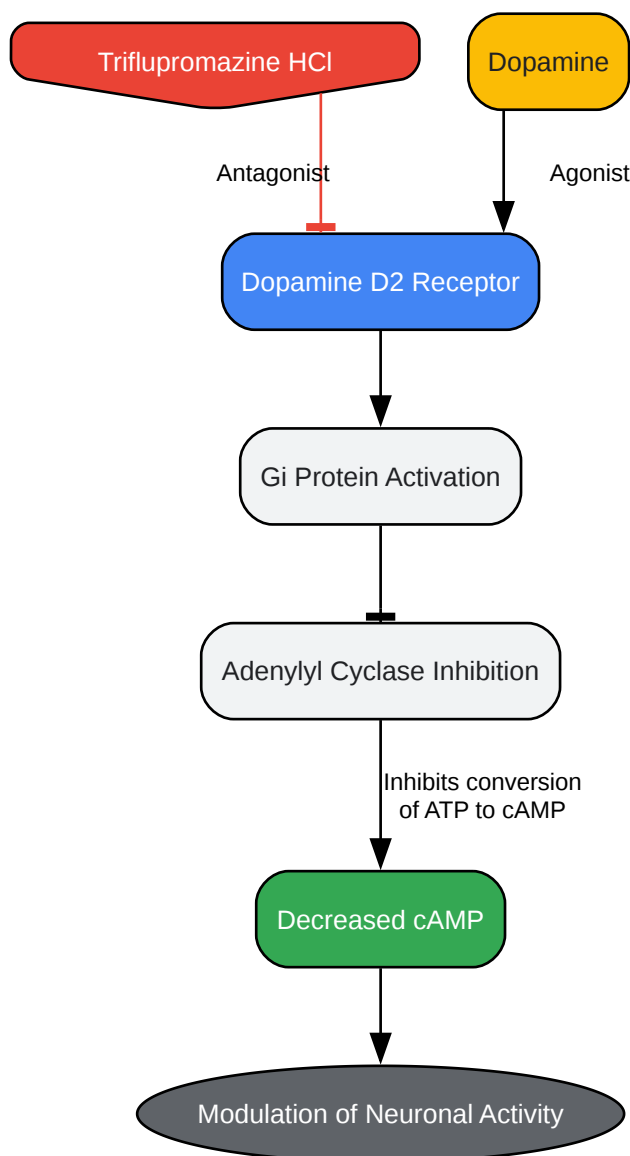 Triflupromazine HCl
Dopamine
Antagonist
Agonist
Dopamine D2 Receptor
Gi Protein Activation
Adenylyl Cyclase Inhibition
Inhibits conversion
of ATP to cAMP
Decreased cAMP
Modulation of Neuronal Activity